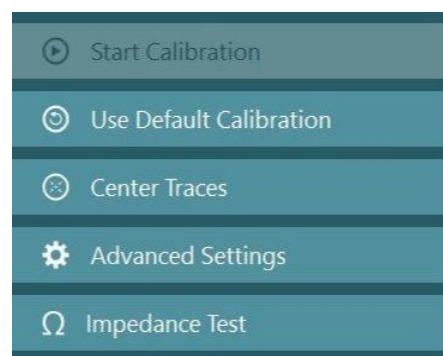 Start Calibration
Use Default Calibration
Center Traces
Advanced Settings
Ω Impedance Test